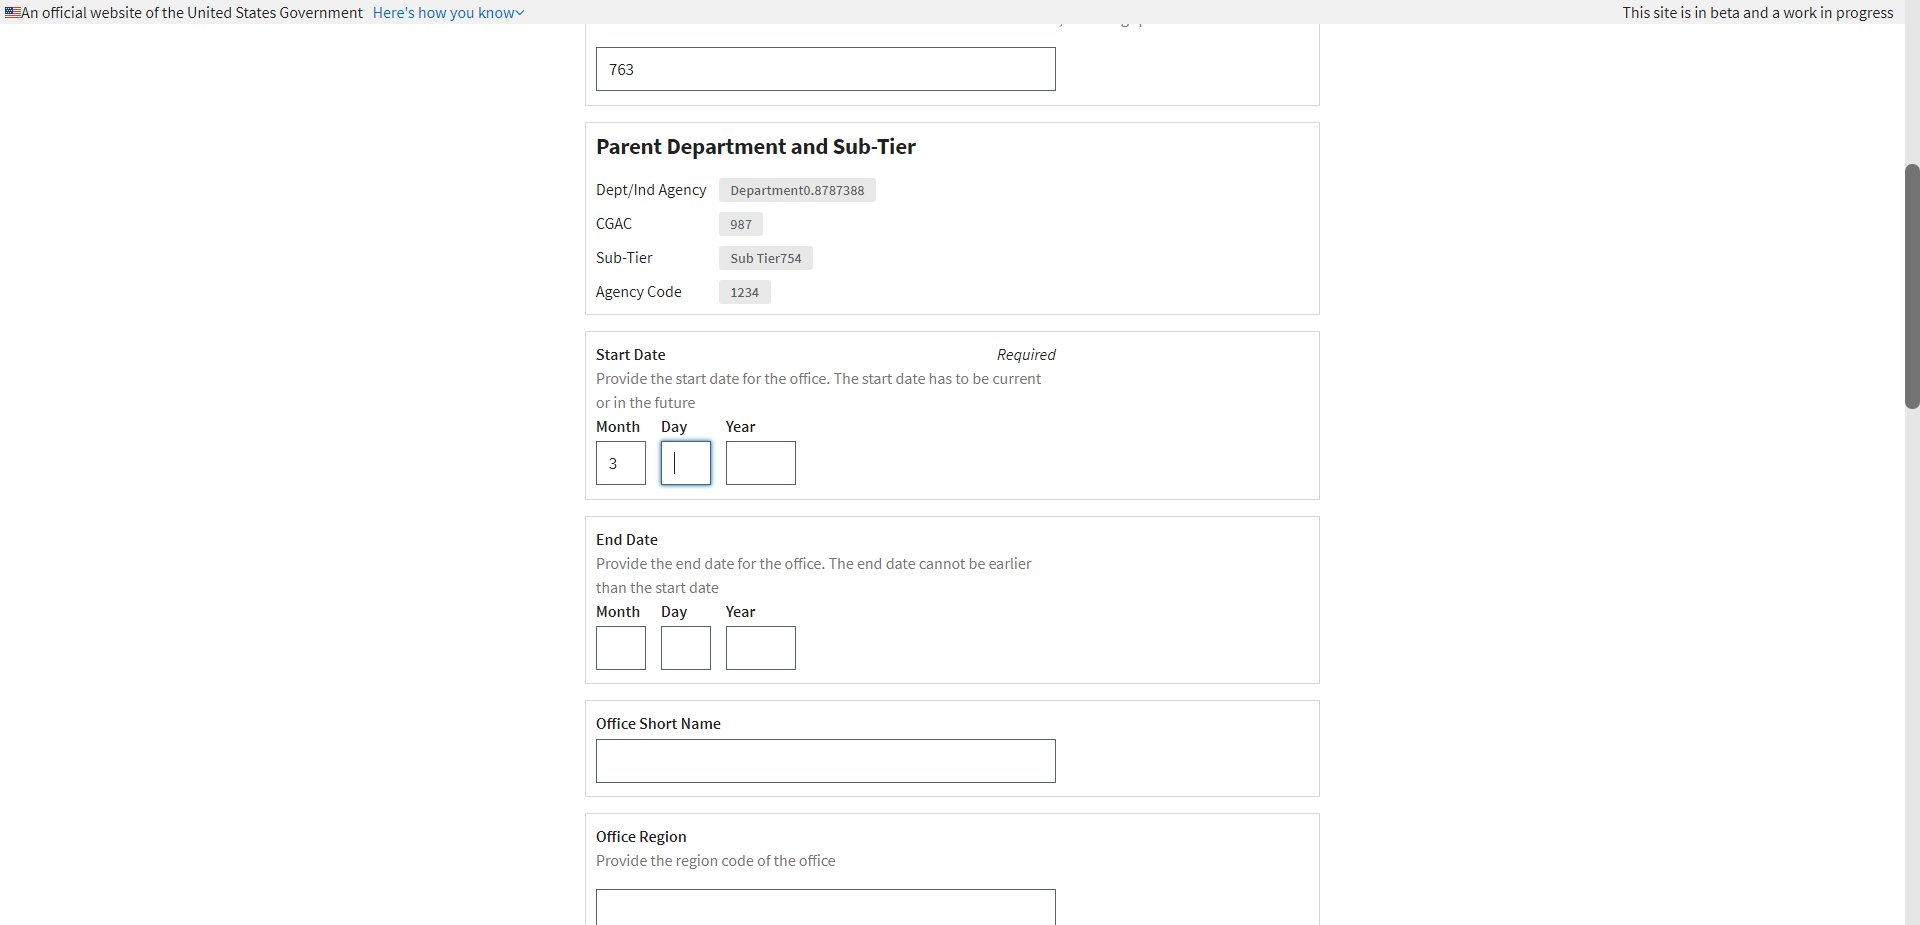 An official website of the United States Government Here's how you know
This site is in beta and a work in progress
763
Parent Department and Sub-Tier
Dept/Ind Agency Department0.8787388
CGAC 987
Sub-Tier Sub Tier754
Agency Code 1234
Start Date Required
Provide the start date for the office. The start date has to be current
or in the future
Month Day Year
3
End Date
Provide the end date for the office. The end date cannot be earlier
than the start date
Month Day Year
Office Short Name
Office Region
Provide the region code of the office